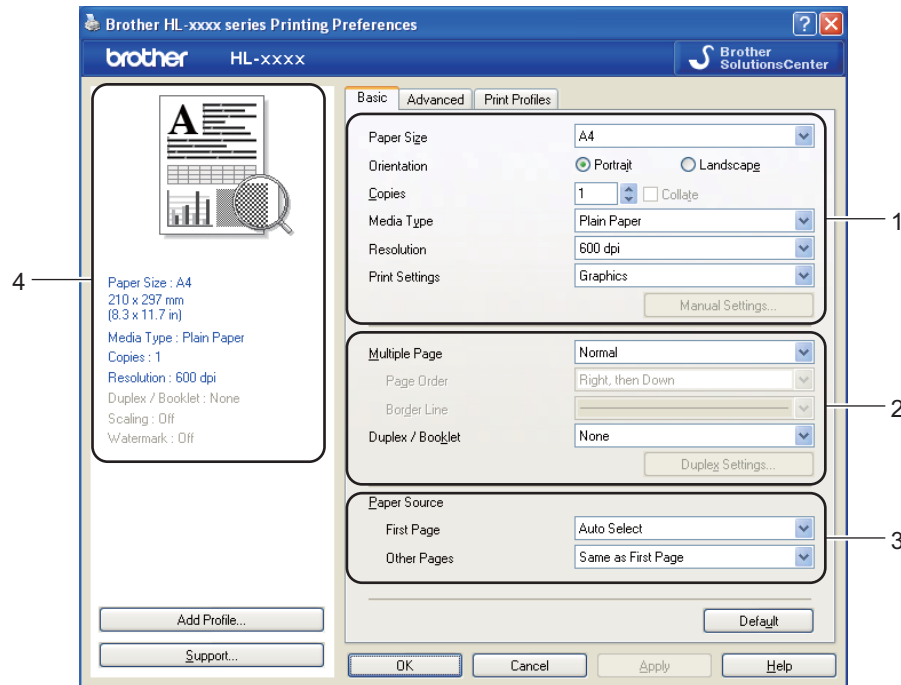 Brother HL-xxxx series Printing Preferences
brother HL-xxxx
Brother
SolutionsCenter
A
4
Paper Size : A4
210 x 297 mm
(8.3 x 11.7 in)
Media Type : Plain Paper
Copies : 1
Resolution : 600 dpi
Duplex / Booklet : None
Scaling : Off
Watermark : Off
Add Profile...
Support...
Basic Advanced Print Profiles
Paper Size A4
Orientation Portrait Landscape
Copies 1 Collate
Media Type Plain Paper
Resolution 600 dpi
Print Settings Graphics
Manual Settings...
1
Multiple Page Normal
Page Order Right, then Down
Border Line
Duplex / Booklet None
Duplex Settings...
2
Paper Source
First Page Auto Select
Other Pages Same as First Page
3
Default
OK Cancel Apply Help